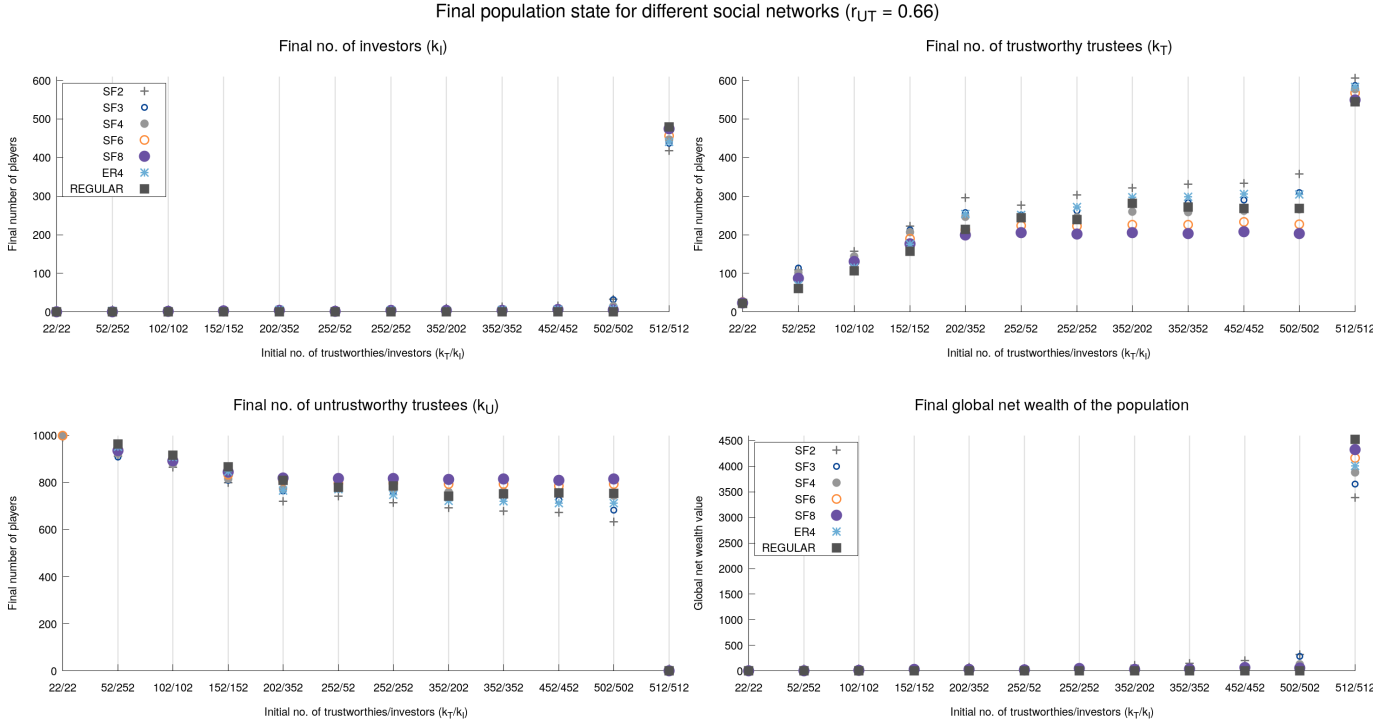 Final population state for different social networks (r_UT = 0.66)
Final no. of investors (k_I)
600
500
400
300
200
100
0
Final number of players
SF2
SF3
SF4
SF6
SF8
ER4
REGULAR
22/22 52/252 102/102 152/152 202/352 252/52 252/252 352/202 352/352 452/452 502/502 512/512
Initial no. of trustworthies/investors (k_T/k_I)
Final no. of trustworthy trustees (k_T)
600
500
400
300
200
100
0
Final number of players
22/22 52/252 102/102 152/152 202/352 252/52 252/252 352/202 352/352 452/452 502/502 512/512
Initial no. of trustworthies/investors (k_T/k_I)
Final no. of untrustworthy trustees (k_U)
1000
800
600
400
200
0
Final number of players
22/22 52/252 102/102 152/152 202/352 252/52 252/252 352/202 352/352 452/452 502/502 512/512
Initial no. of trustworthies/investors (k_T/k_I)
Final global net wealth of the population
4500
4000
3500
3000
2500
2000
1500
1000
500
0
Global net wealth value
SF2
SF3
SF4
SF6
SF8
ER4
REGULAR
22/22 52/252 102/102 152/152 202/352 252/52 252/252 352/202 352/352 452/452 502/502 512/512
Initial no. of trustworthies/investors (k_T/k_I)